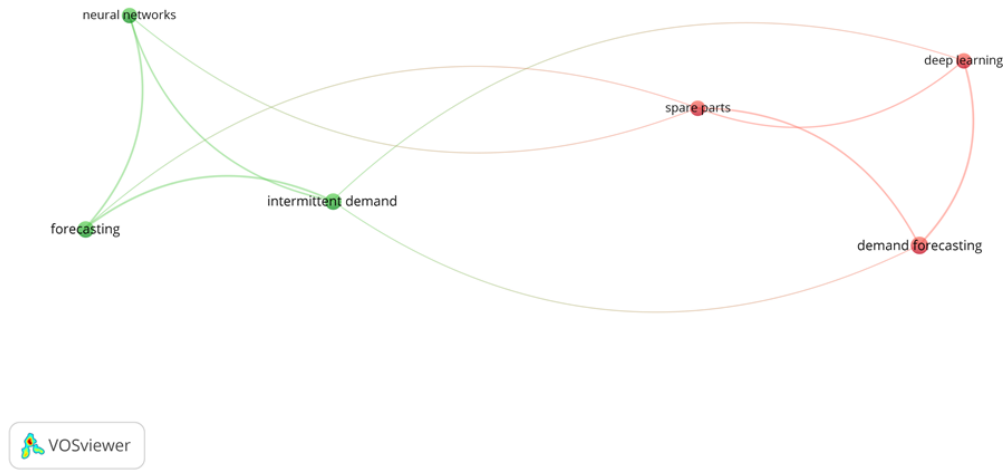 neural networks
deep learning
spare parts
intermittent demand
forecasting
demand forecasting
VOSviewer